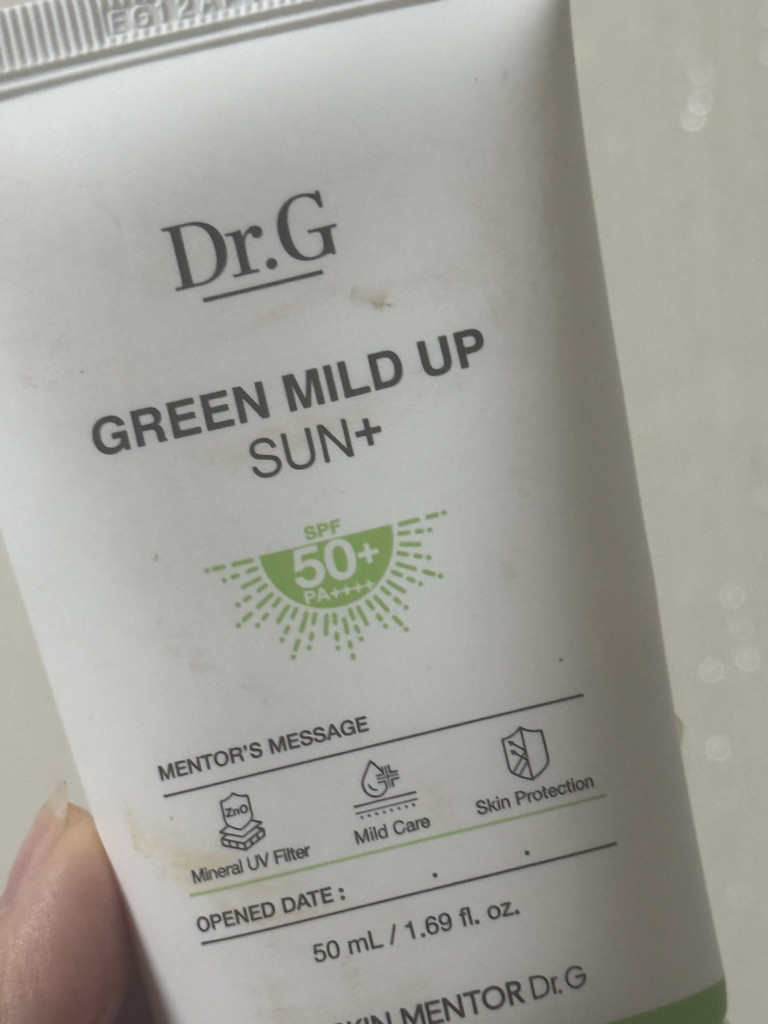 Dr.G
GREEN MILD UP
SUN+
SPF
50+
PA++++
MENTOR'S MESSAGE
ZnO
Mineral UV Filter
Mild Care
Skin Protection
OPENED DATE : . .
50 mL / 1.69 fl. oz.
MENTOR Dr.G